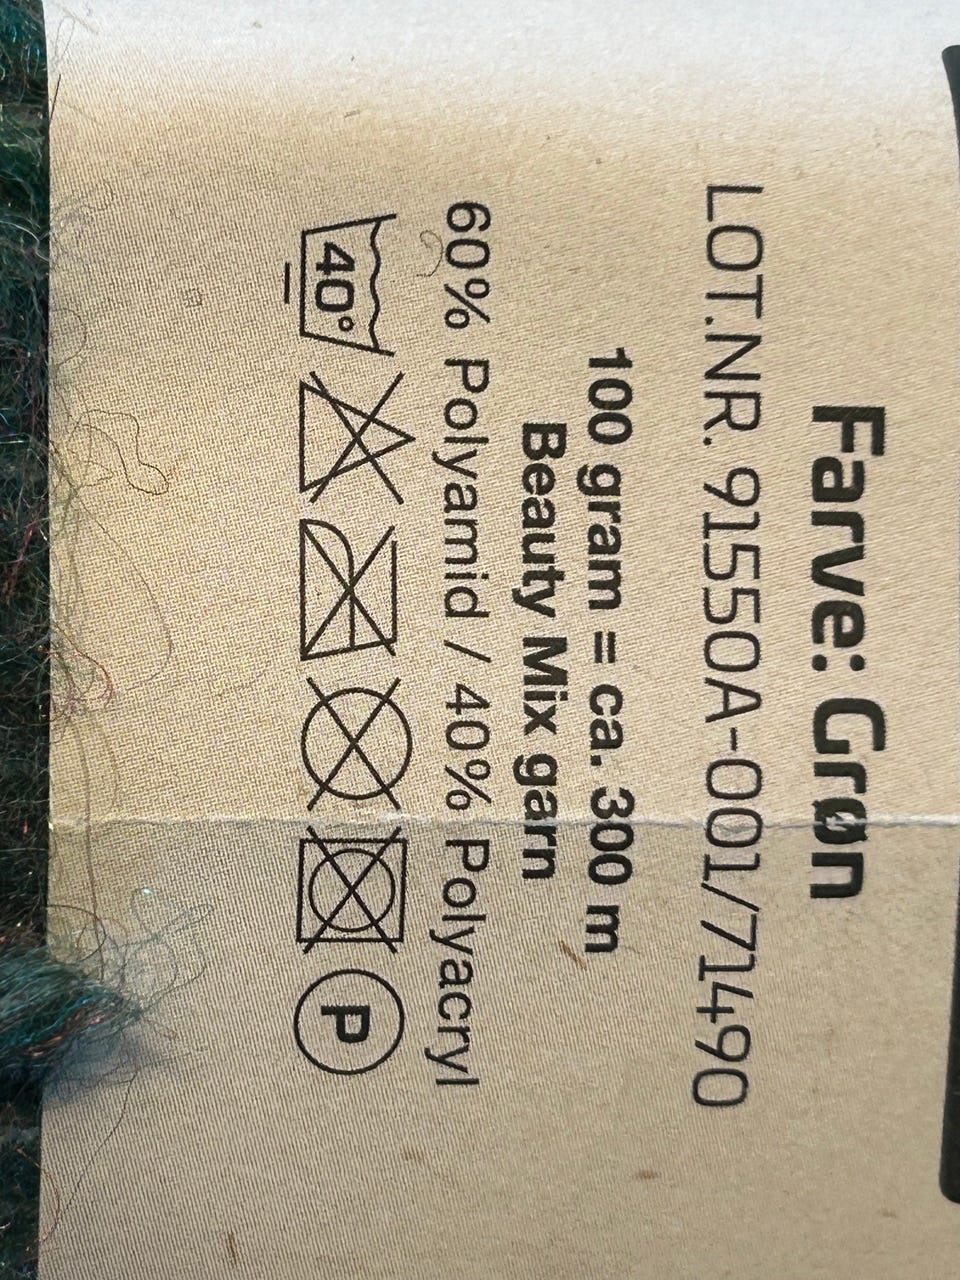 Farve: Grøn
LOT.NR. 91550A-001/71490
100 gram = ca. 300 m
Beauty Mix garn
60% Polyamid / 40% Polyacryl
40°
P